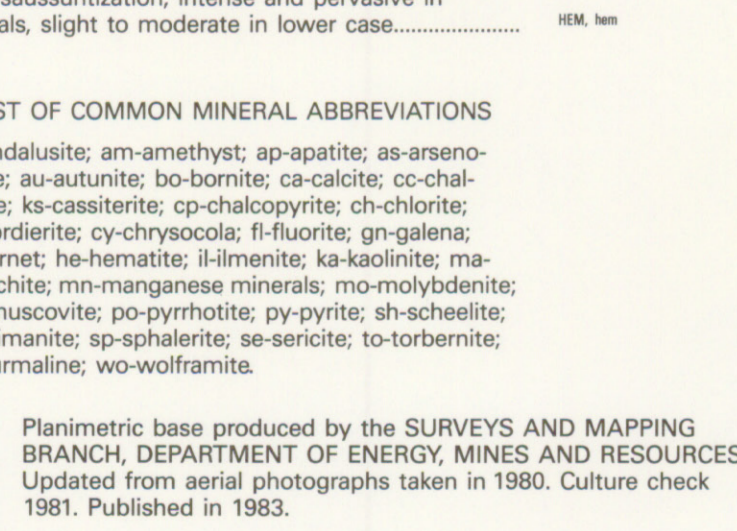 saussuritization, intense and pervasive in
als, slight to moderate in lower case...................... HEM, hem
ST OF COMMON MINERAL ABBREVIATIONS
ndalusite; am-amethyst; ap-apatite; as-arseno-
e; au-autunite; bo-bornite; ca-calcite; cc-chal-
e; ks-cassiterite; cp-chalcopyrite; ch-chlorite;
ordierite; cy-chrysocola; fl-fluorite; gn-galena;
rnet; he-hematite; il-ilmenite; ka-kaolinite; ma-
chite; mn-manganese minerals; mo-molybdenite;
nuscovite; po-pyrrhotite; py-pyrite; sh-scheelite;
imanite; sp-sphalerite; se-sericite; to-torbernite;
urmaline; wo-wolframite.
Planimetric base produced by the SURVEYS AND MAPPING
BRANCH, DEPARTMENT OF ENERGY, MINES AND RESOURCES
Updated from aerial photographs taken in 1980. Culture check
1981. Published in 1983.